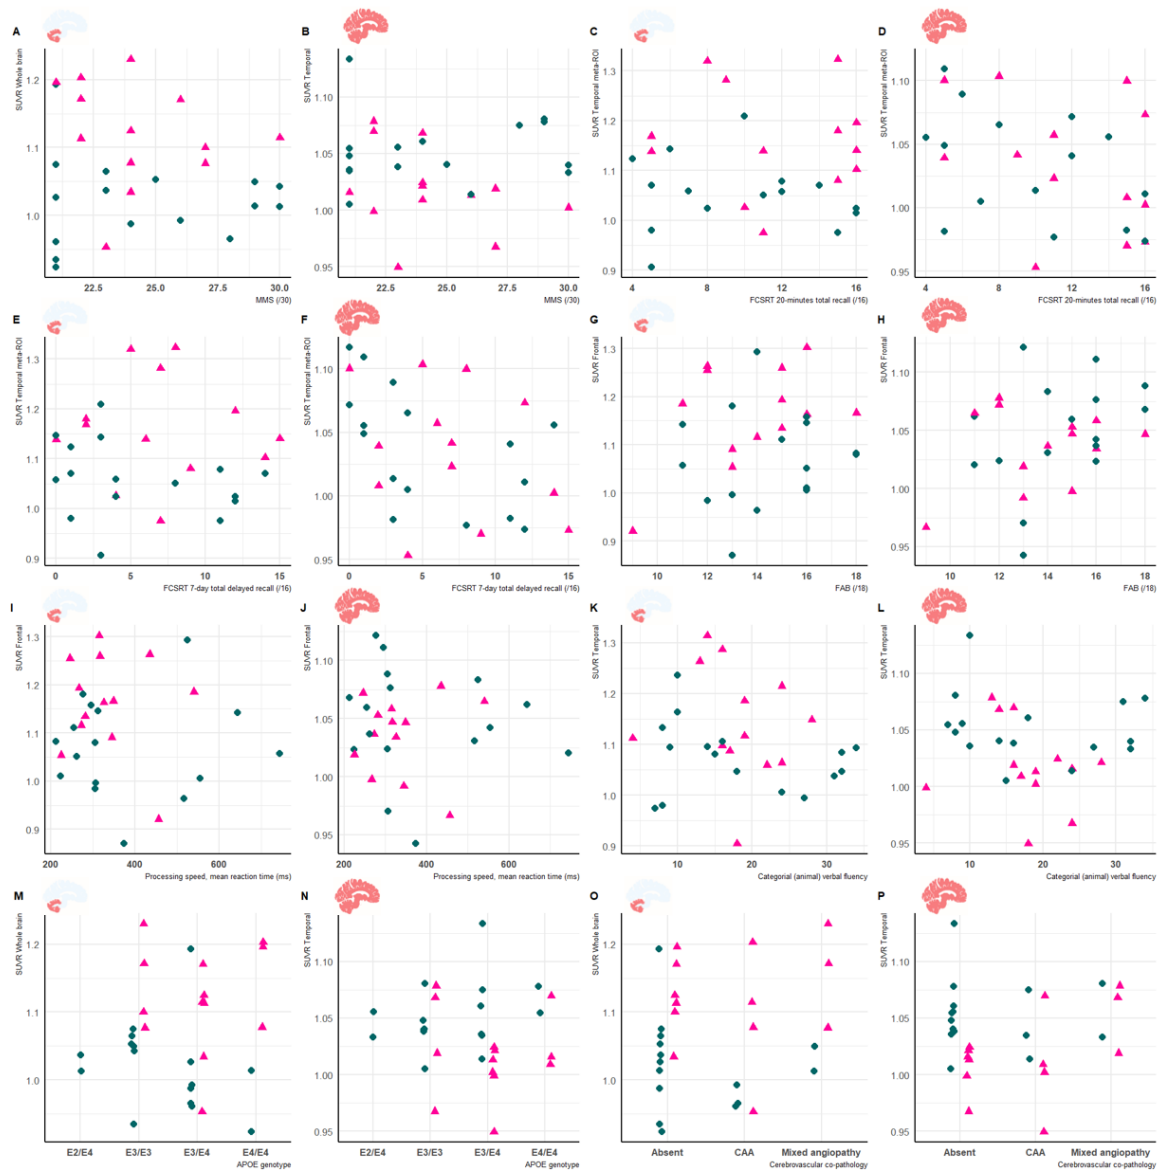 A
SUVR Whole brain
1.2
1.1
1.0
22.5 25.0 27.5 30.0
MMS (/30)
B
SUVR Temporal
1.10
1.05
1.00
0.95
22.5 25.0 27.5 30.0
MMS (/30)
C
SUVR Temporal meta-ROI
1.3
1.2
1.1
1.0
0.9
4 8 12 16
FCSRT 20-minutes total recall (/16)
D
SUVR Temporal meta-ROI
1.10
1.05
1.00
0.95
4 8 12 16
FCSRT 20-minutes total recall (/16)
E
SUVR Temporal meta-ROI
1.3
1.2
1.1
1.0
0.9
0 5 10 15
FCSRT 7-day total delayed recall (/16)
F
SUVR Temporal meta-ROI
1.10
1.05
1.00
0.95
0 5 10 15
FCSRT 7-day total delayed recall (/16)
G
SUVR Frontal
1.3
1.2
1.1
1.0
0.9
10 12 14 16 18
FAB (/18)
H
SUVR Frontal
1.10
1.05
1.00
0.95
10 12 14 16 18
FAB (/18)
I
SUVR Frontal
1.3
1.2
1.1
1.0
0.9
200 400 600
Processing speed, mean reaction time (ms)
J
SUVR Frontal
1.10
1.05
1.00
0.95
200 400 600
Processing speed, mean reaction time (ms)
K
SUVR Temporal
1.3
1.2
1.1
1.0
0.9
10 20 30
Categorial (animal) verbal fluency
L
SUVR Temporal
1.10
1.05
1.00
0.95
10 20 30
Categorial (animal) verbal fluency
M
SUVR Whole brain
1.2
1.1
1.0
E2/E4 E3/E3 E3/E4 E4/E4
APOE genotype
N
SUVR Temporal
1.10
1.05
1.00
0.95
E2/E4 E3/E3 E3/E4 E4/E4
APOE genotype
O
SUVR Whole brain
1.2
1.1
1.0
Absent CAA Mixed angiopathy
Cerebrovascular co-pathology
P
SUVR Temporal
1.10
1.05
1.00
0.95
Absent CAA Mixed angiopathy
Cerebrovascular co-pathology